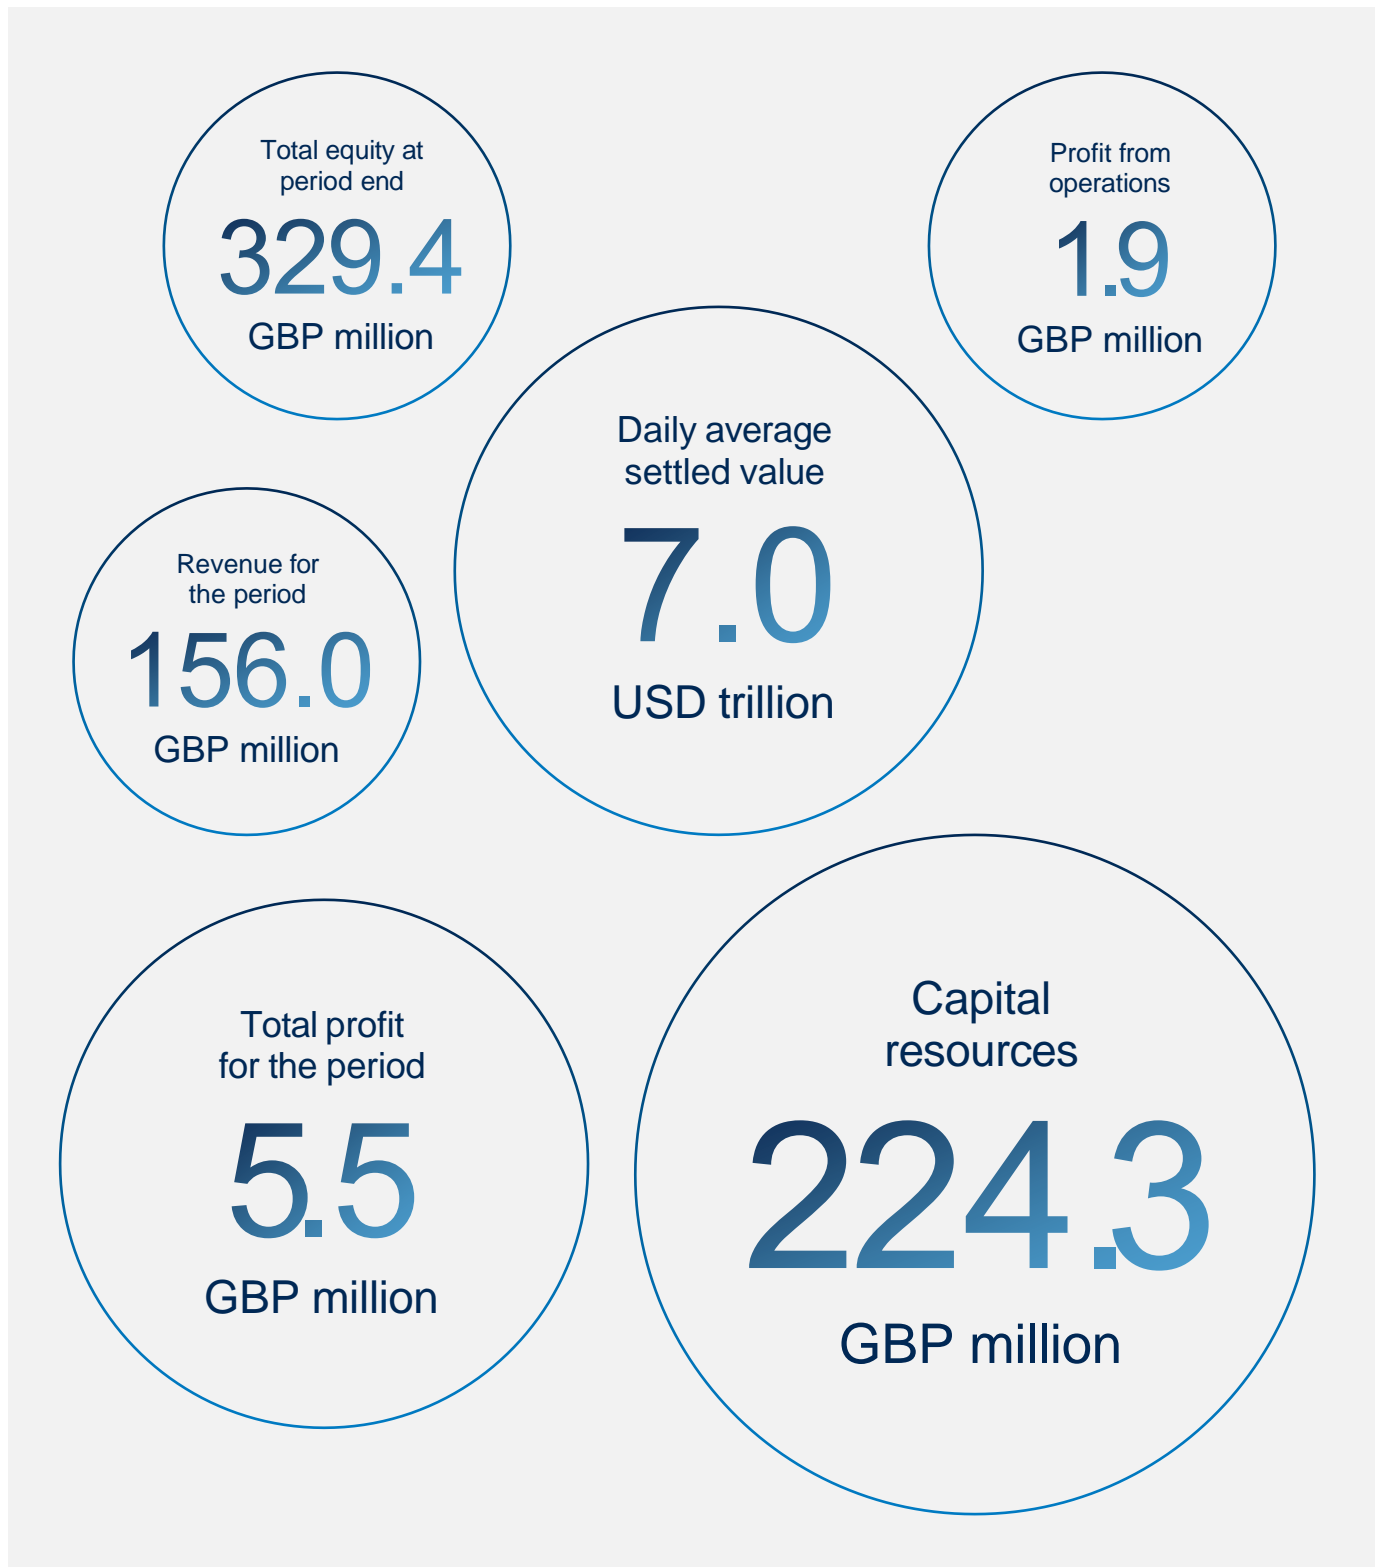 Total equity at
period end
329.4
GBP million
Profit from
operations
1.9
GBP million
Daily average
settled value
7.0
USD trillion
Revenue for
the period
156.0
GBP million
Total profit
for the period
5.5
GBP million
Capital
resources
224.3
GBP million